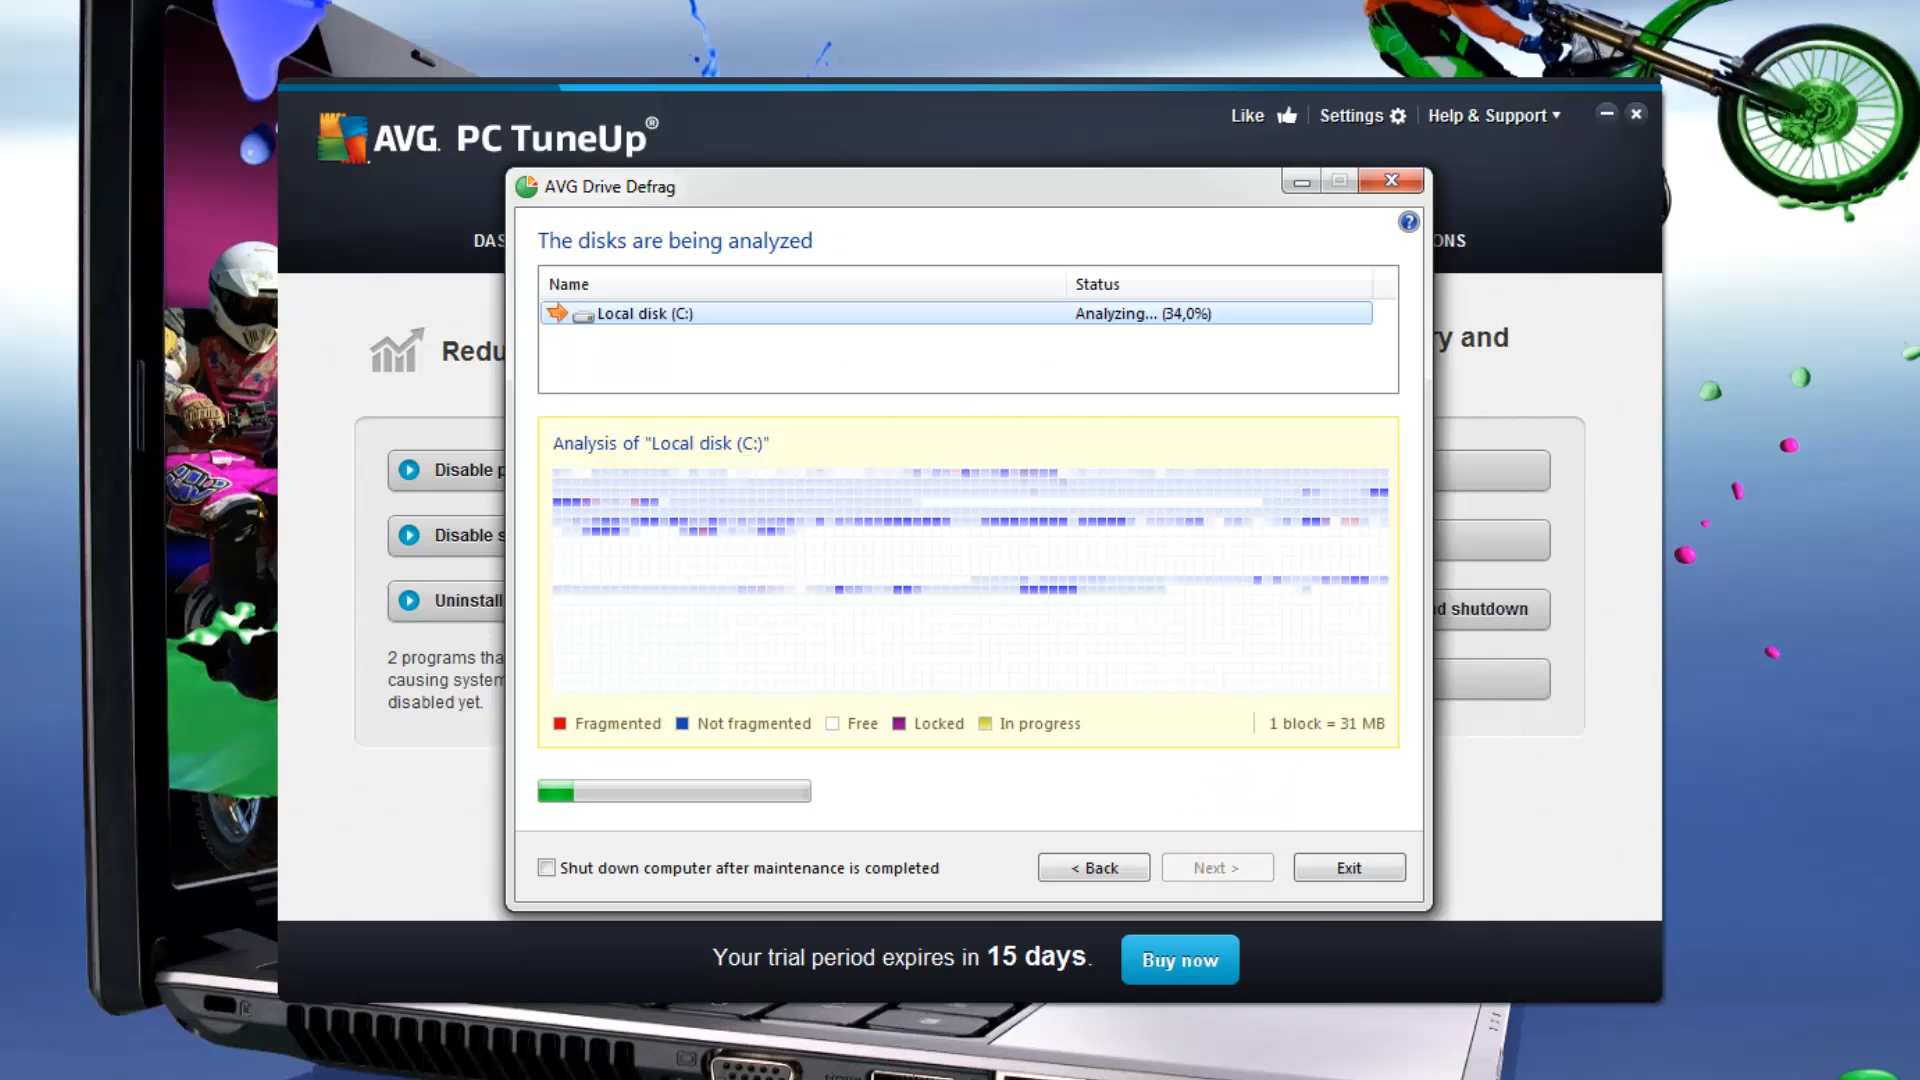 Like
Settings
Help & Support
AVG. PC TuneUp®
AVG Drive Defrag
DAS
ONS
The disks are being analyzed
Name
Status
Local disk (C:)
Analyzing... (34,0%)
Redu
y and
Analysis of "Local disk (C:)"
Disable p
Disable s
Uninstall
d shutdown
2 programs tha
causing system
disabled yet.
Fragmented
Not fragmented
Free
Locked
In progress
1 block = 31 MB
Shut down computer after maintenance is completed
< Back
Next >
Exit
Your trial period expires in 15 days.
Buy now